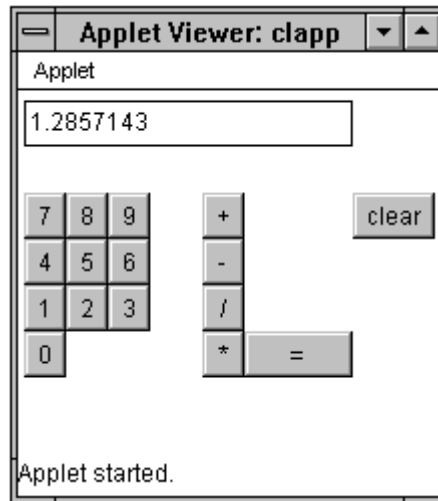 Applet Viewer: clapp
Applet
1.2857143
7 8 9 + clear
4 5 6 -
1 2 3 /
0 * =
Applet started.